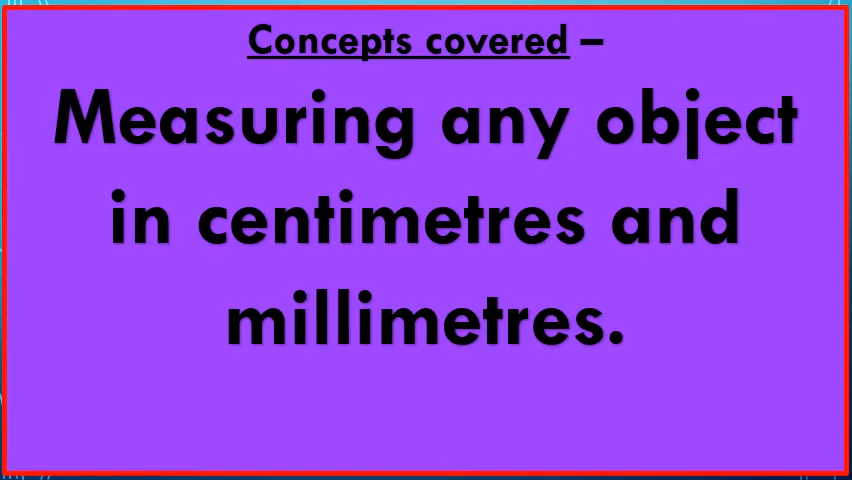 Concepts covered –
Measuring any object
in centimetres and
millimetres.